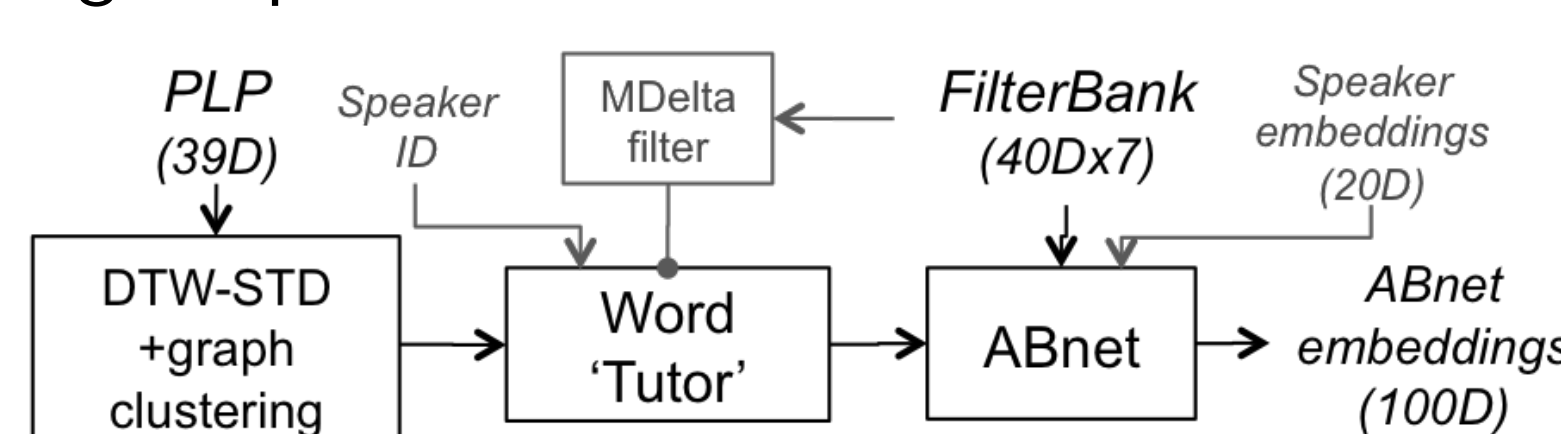 PLP
(39D)
Speaker
ID
MDelta
filter
FilterBank
(40Dx7)
Speaker
embeddings
(20D)
DTW-STD
+graph
clustering
Word
‘Tutor’
ABnet
ABnet
embeddings
(100D)